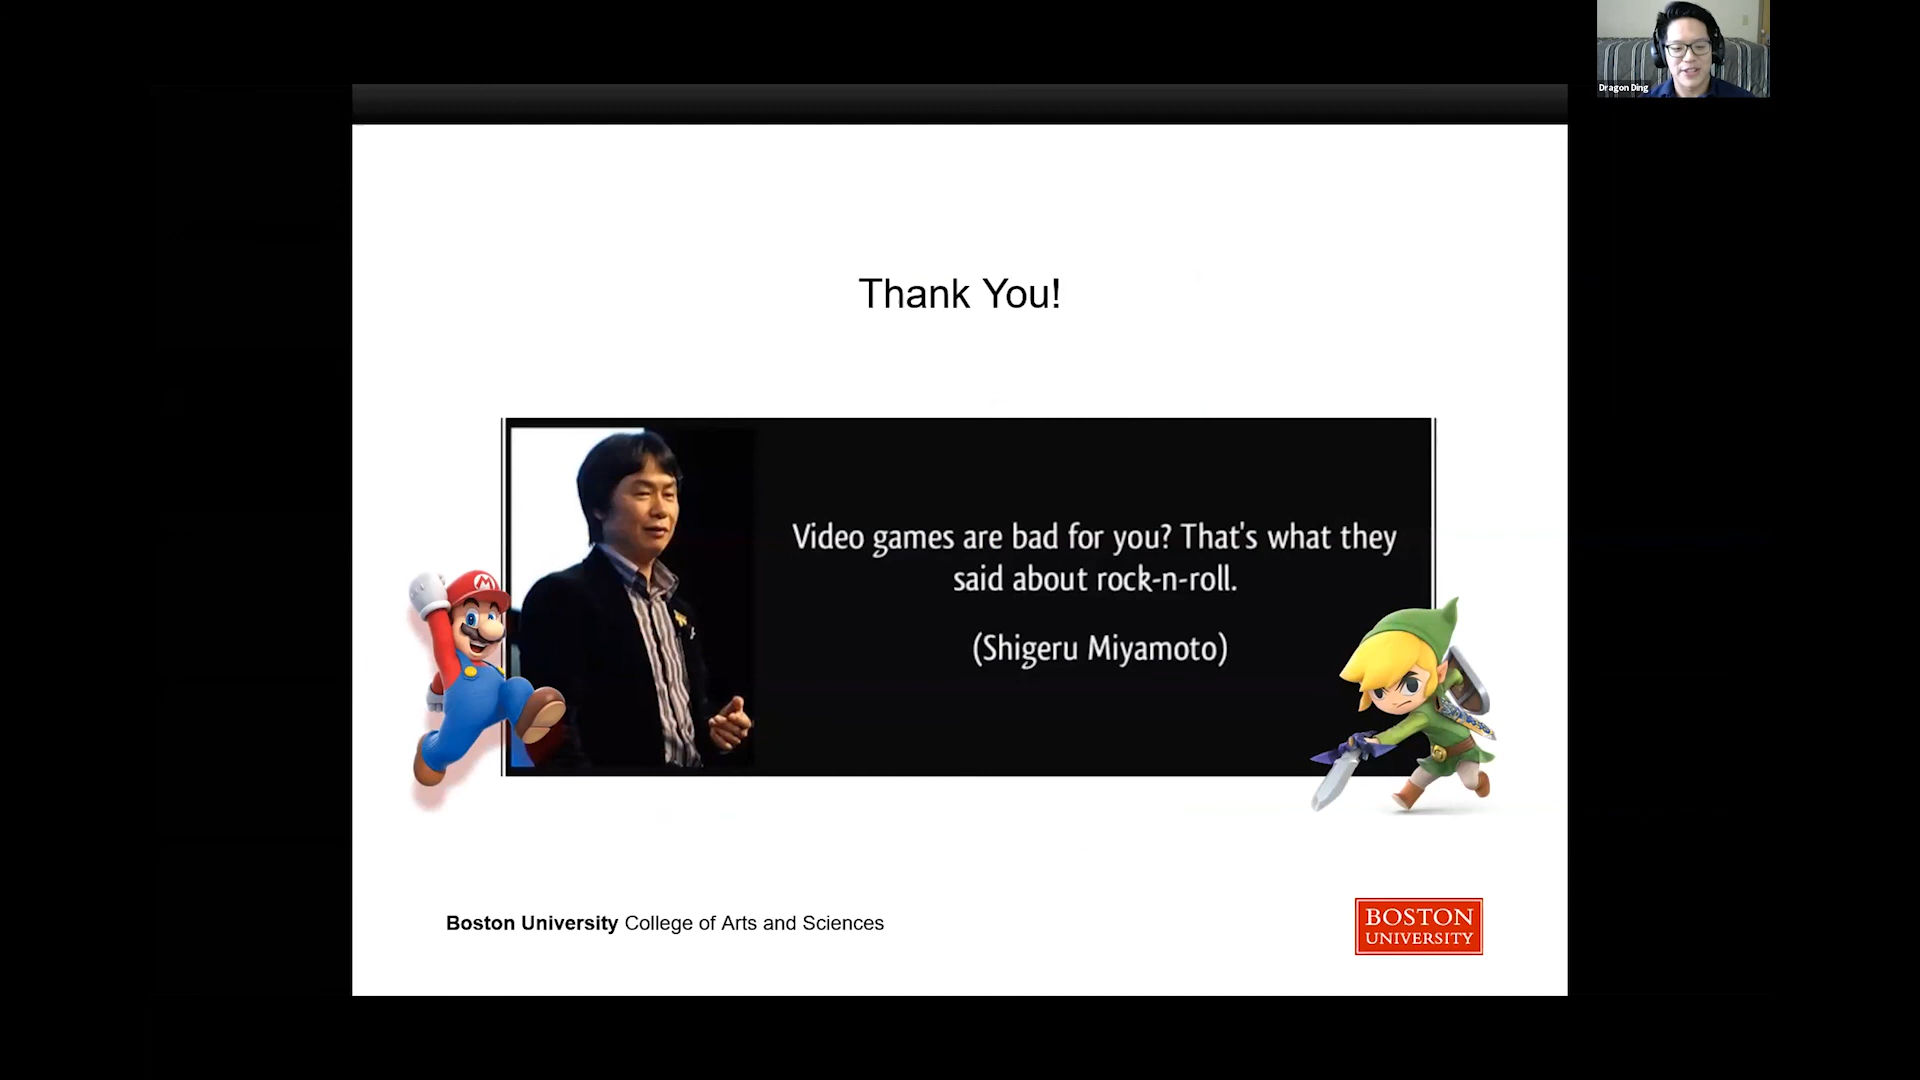 Dragon Ding
Thank You!
Video games are bad for you? That's what they
said about rock-n-roll.
(Shigeru Miyamoto)
M
Boston University College of Arts and Sciences
BOSTON
UNIVERSITY